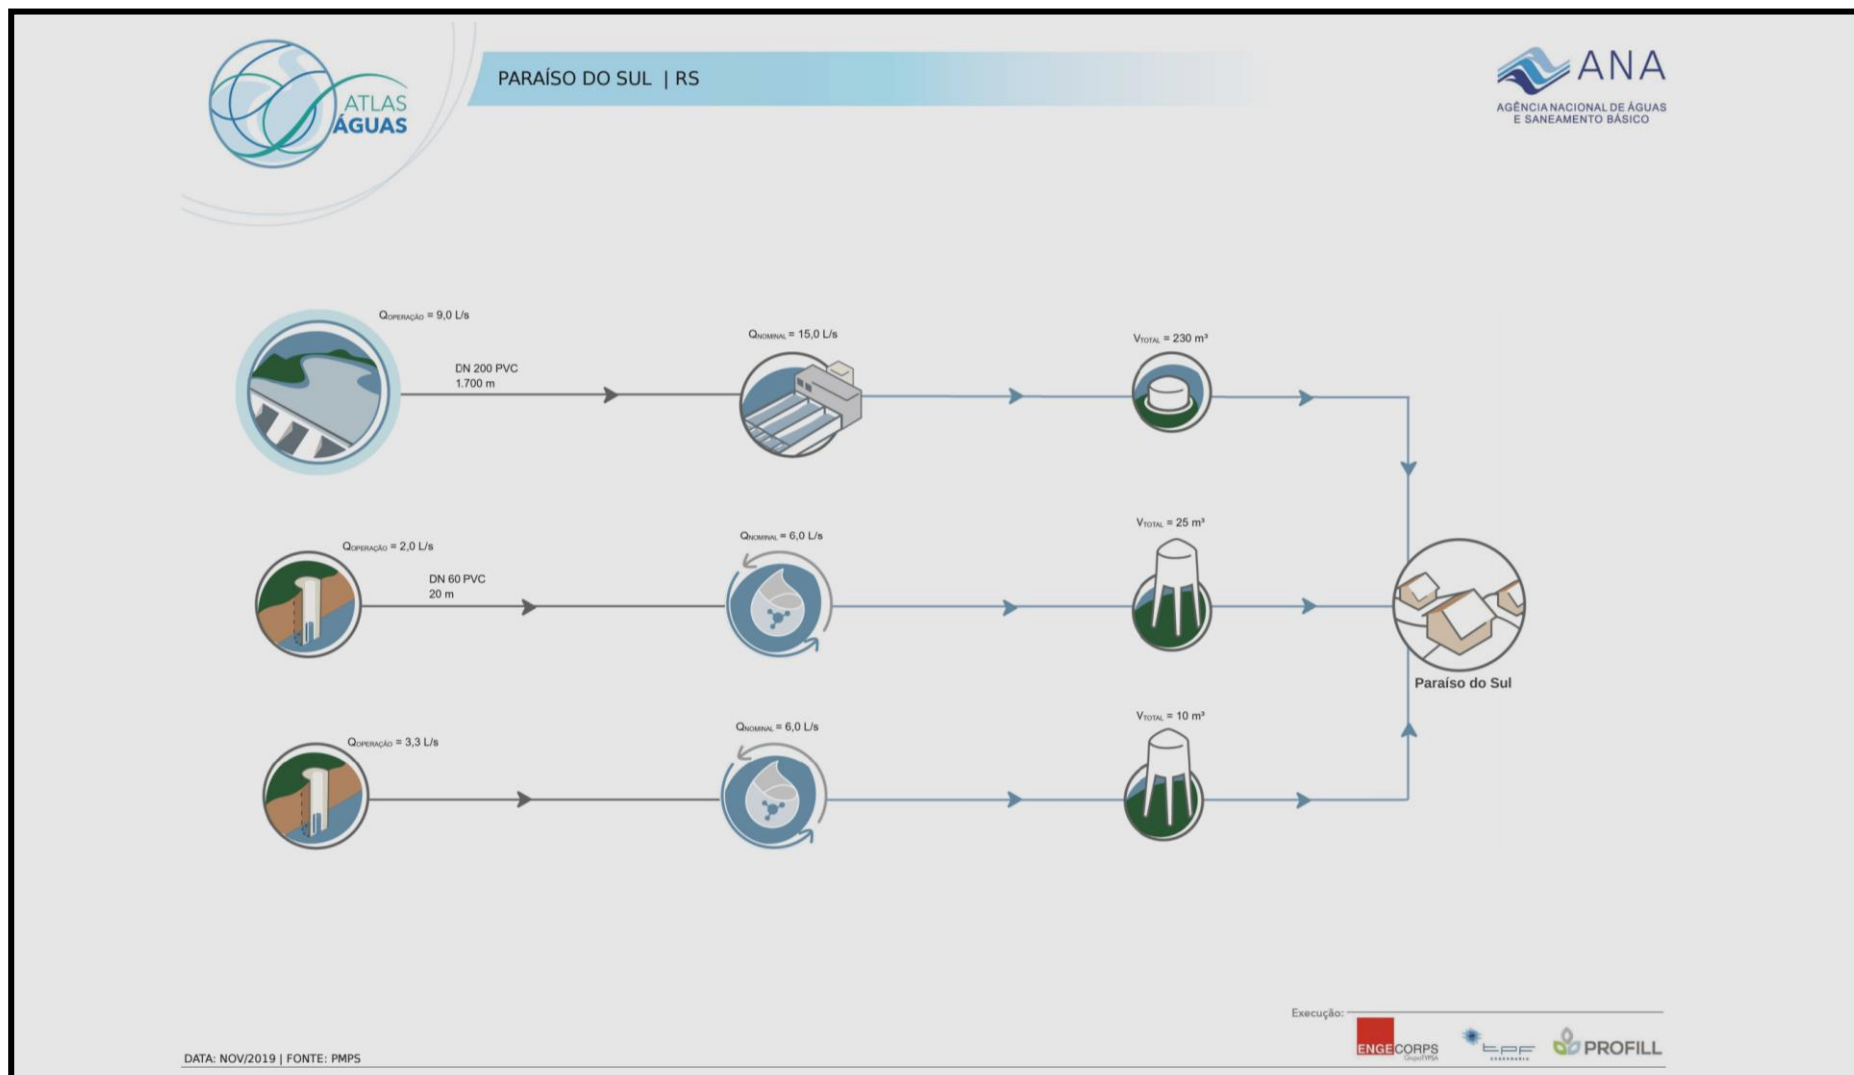 ATLAS
ÁGUAS
PARAÍSO DO SUL | RS
ANA
AGÊNCIA NACIONAL DE ÁGUAS
E SANEAMENTO BÁSICO
QOPERAÇÃO = 9,0 L/s
DN 200 PVC
1.700 m
QNOMINAL = 15,0 L/s
VTOTAL = 230 m³
QOPERAÇÃO = 2,0 L/s
DN 60 PVC
20 m
QNOMINAL = 6,0 L/s
VTOTAL = 25 m³
Paraíso do Sul
QOPERAÇÃO = 3,3 L/s
QNOMINAL = 6,0 L/s
VTOTAL = 10 m³
Execução:
ENGECORPS
GrupoTYPSA
tpf
ENGENHARIA
PROFILL
DATA: NOV/2019 | FONTE: PMPS